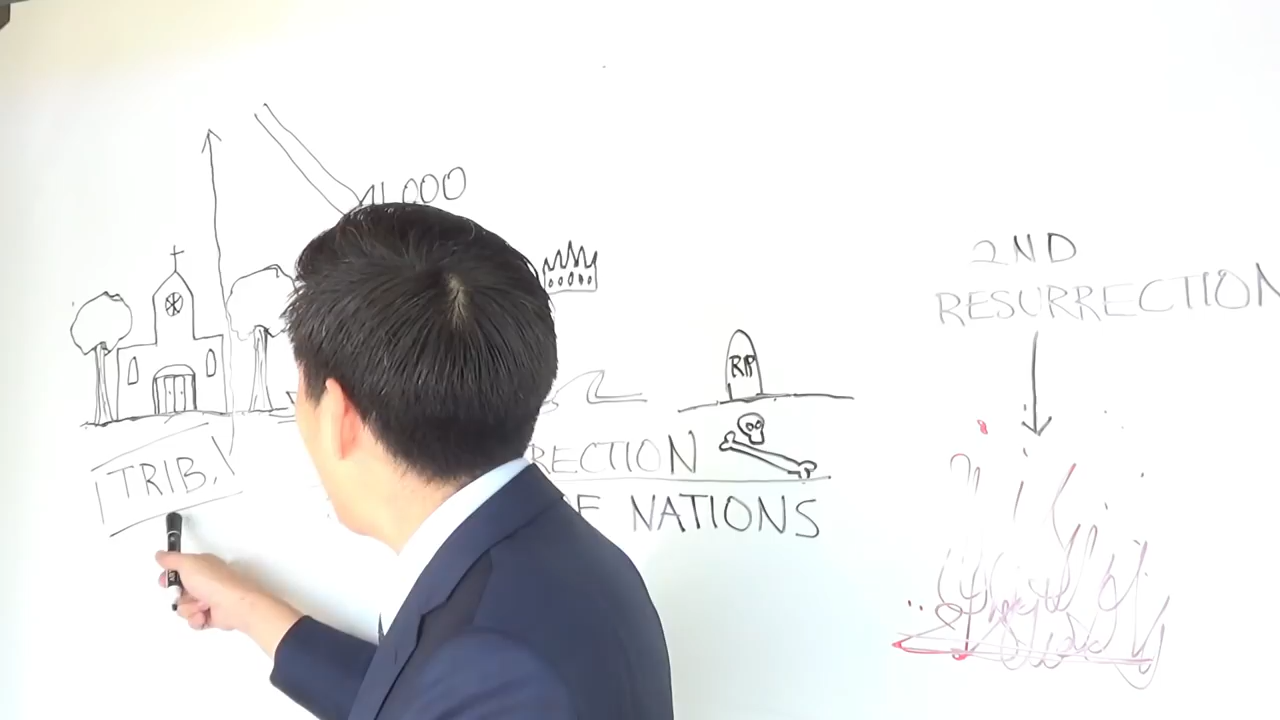 1,000
RIP
TRIB.
RECTION
NATIONS
2ND
RESURRECTION